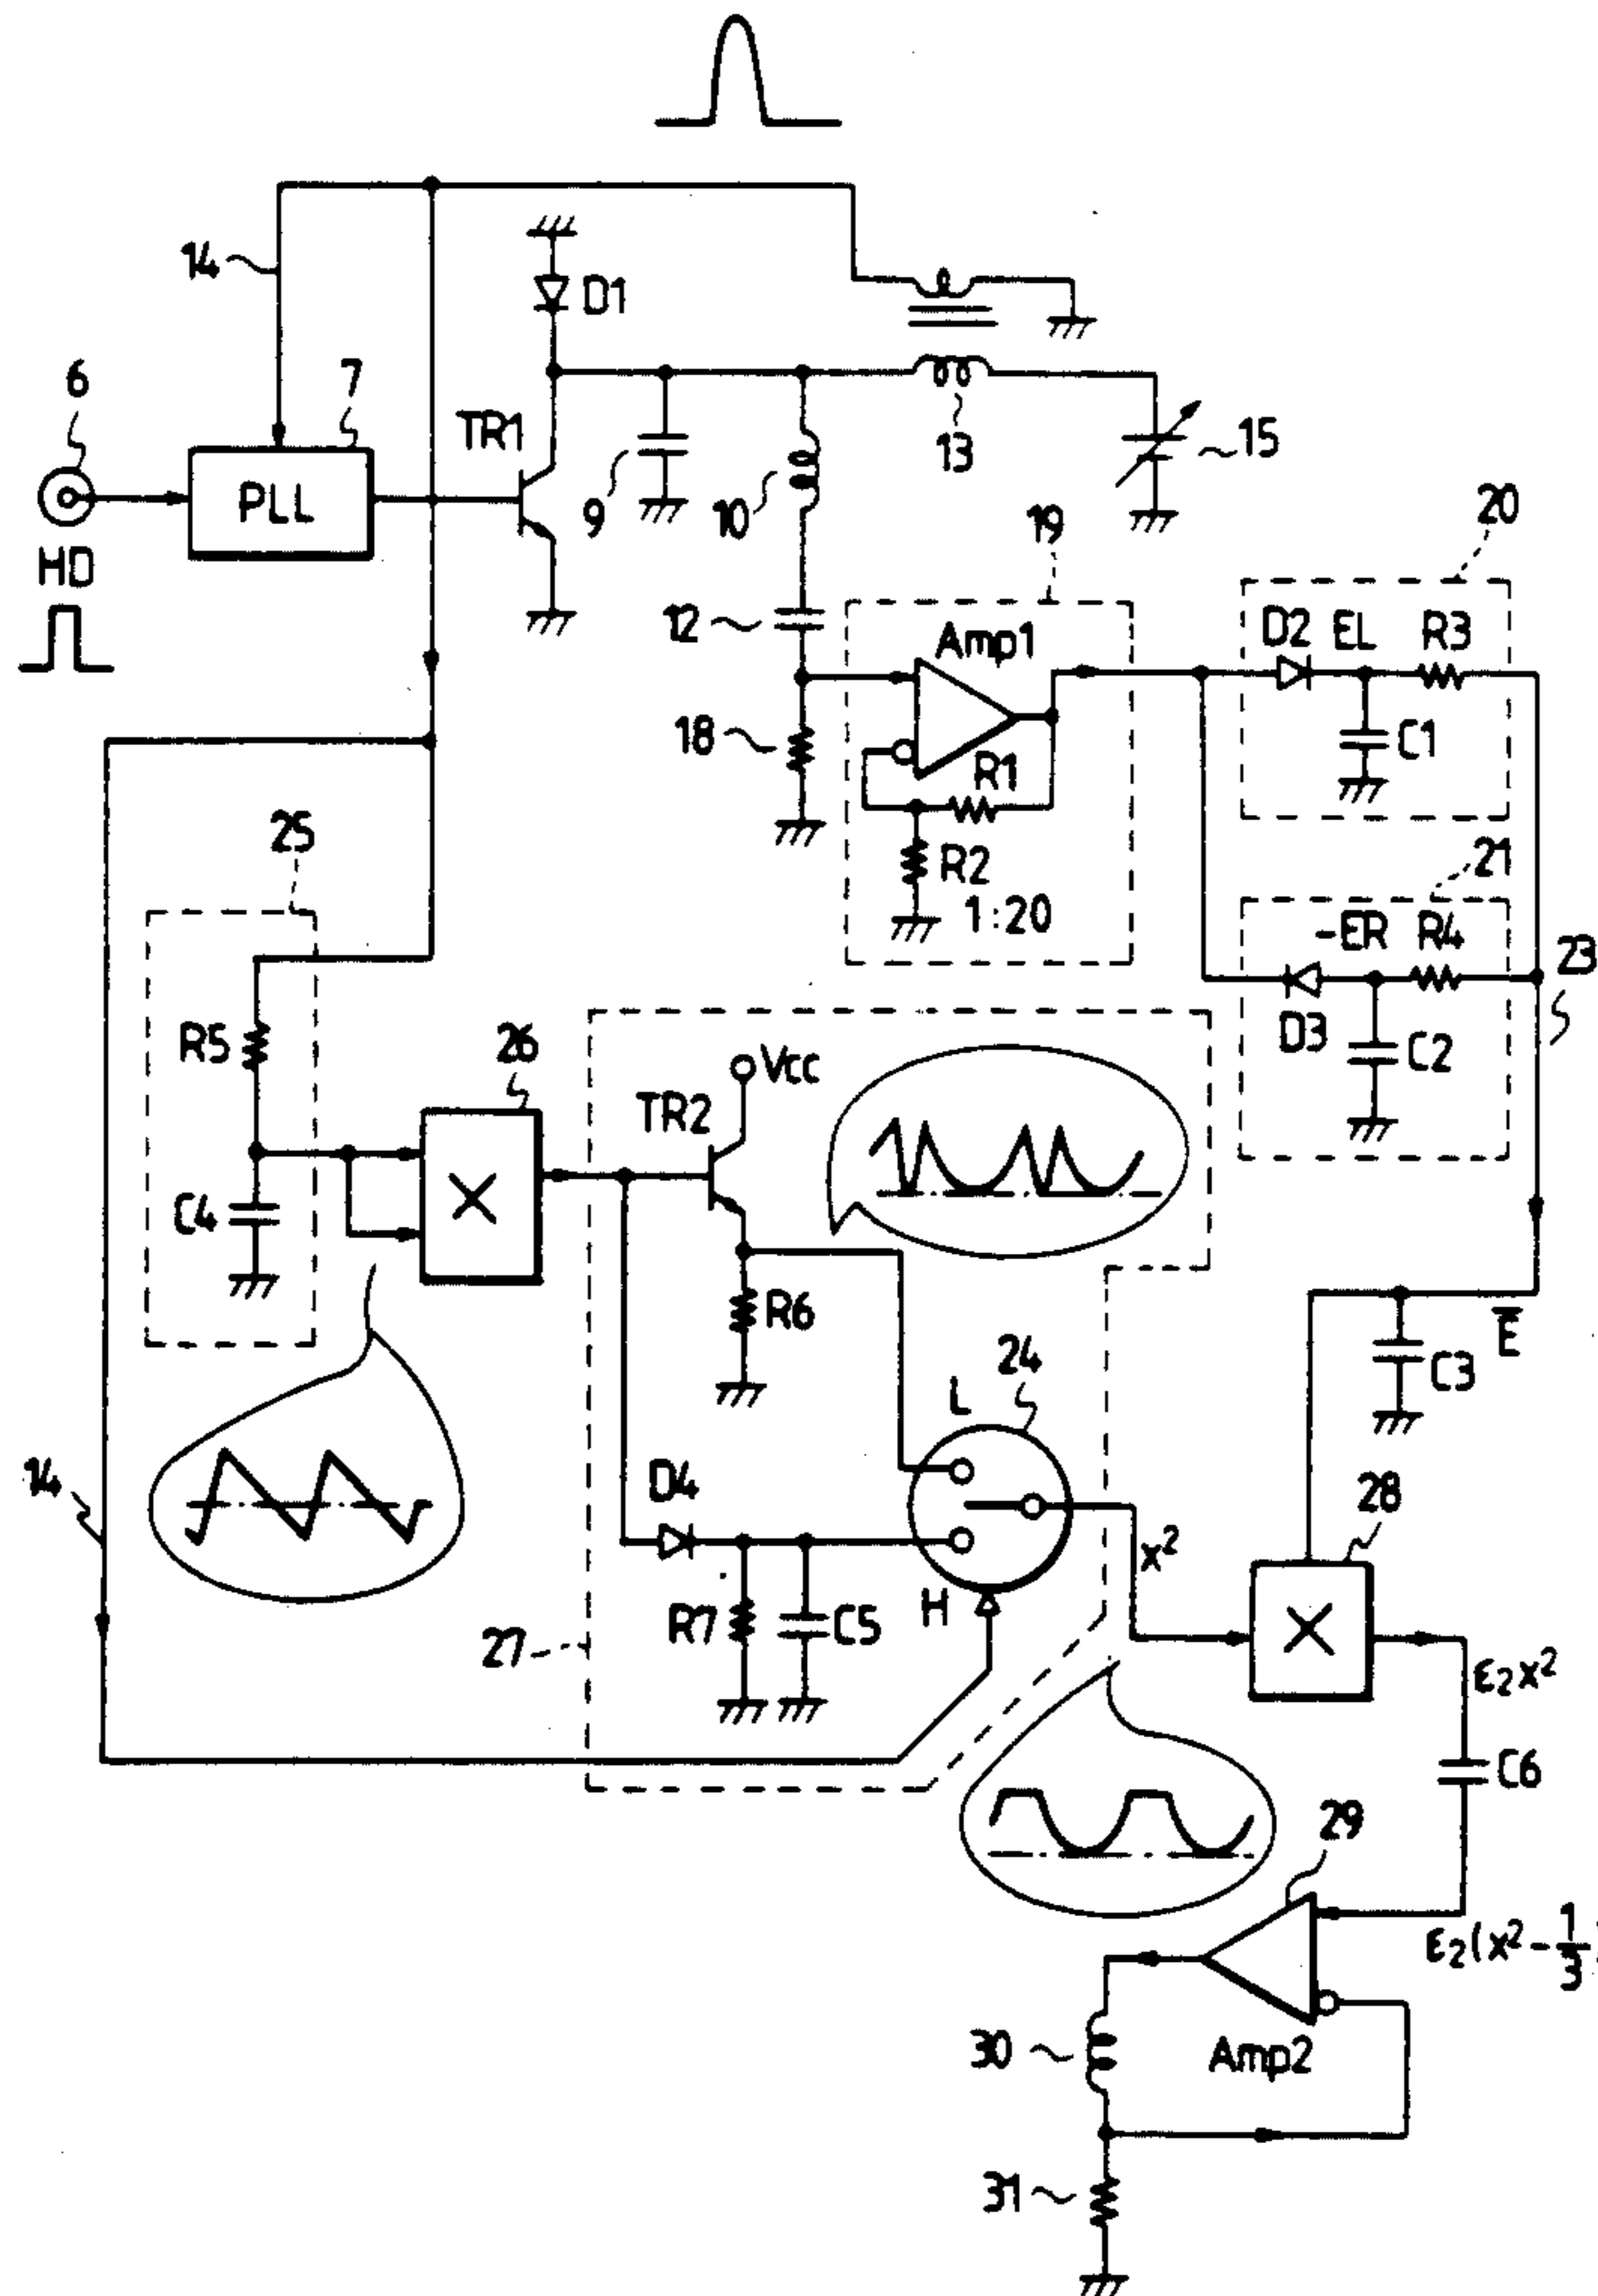 14
D1
6
7
TR1
PLL
HD
9
10
13
15
19
20
12
Amp1
D2 EL R3
18
R1
C1
R2
1:20
25
21
-ER R4
23
D3
C2
R5
26
Vcc
TR2
C4
R6
24
L
E̅
C3
14
D4
28
x²
H
R7
C5
27
ε₂x²
C6
29
ε₂(x²-1/3)
30
Amp2
31